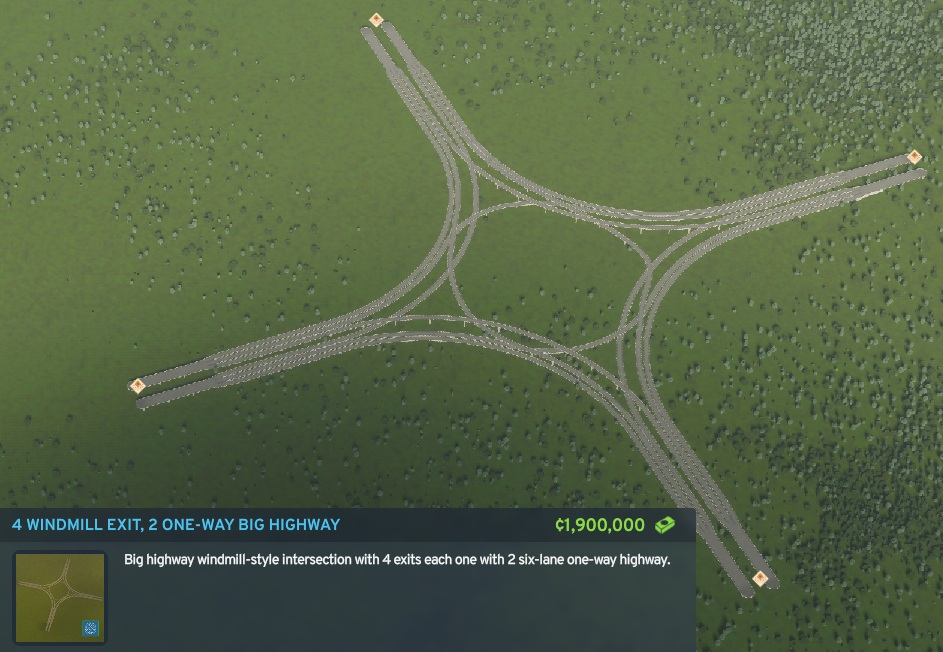 4 WINDMILL EXIT, 2 ONE-WAY BIG HIGHWAY
₵1,900,000
Big highway windmill-style intersection with 4 exits each one with 2 six-lane one-way highway.